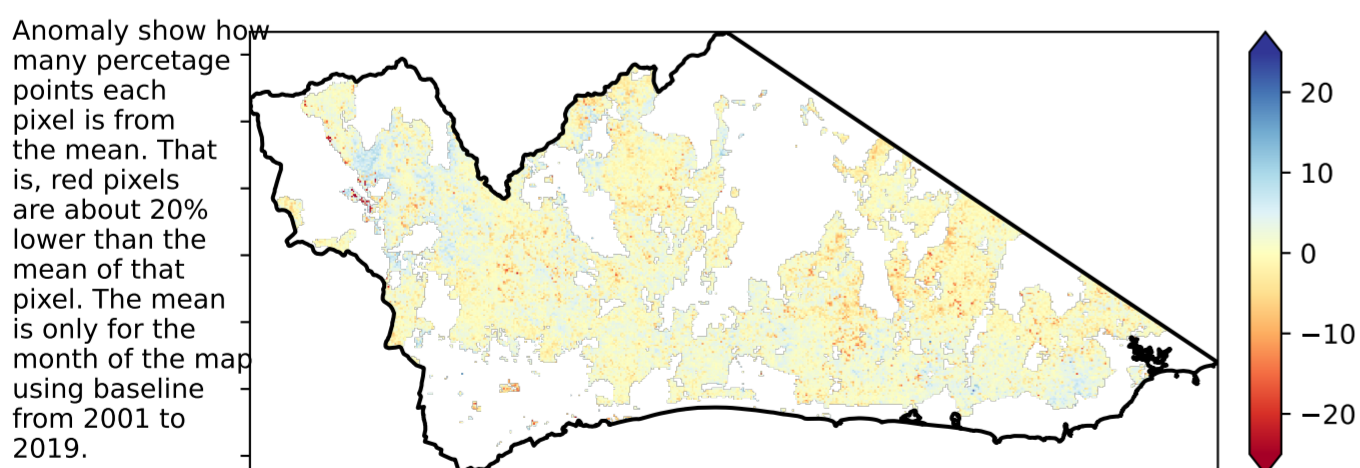 Anomaly show how
many percetage
points each
pixel is from
the mean. That
is, red pixels
are about 20%
lower than the
mean of that
pixel. The mean
is only for the
month of the map
using baseline
from 2001 to
2019.
20
10
0
−10
−20